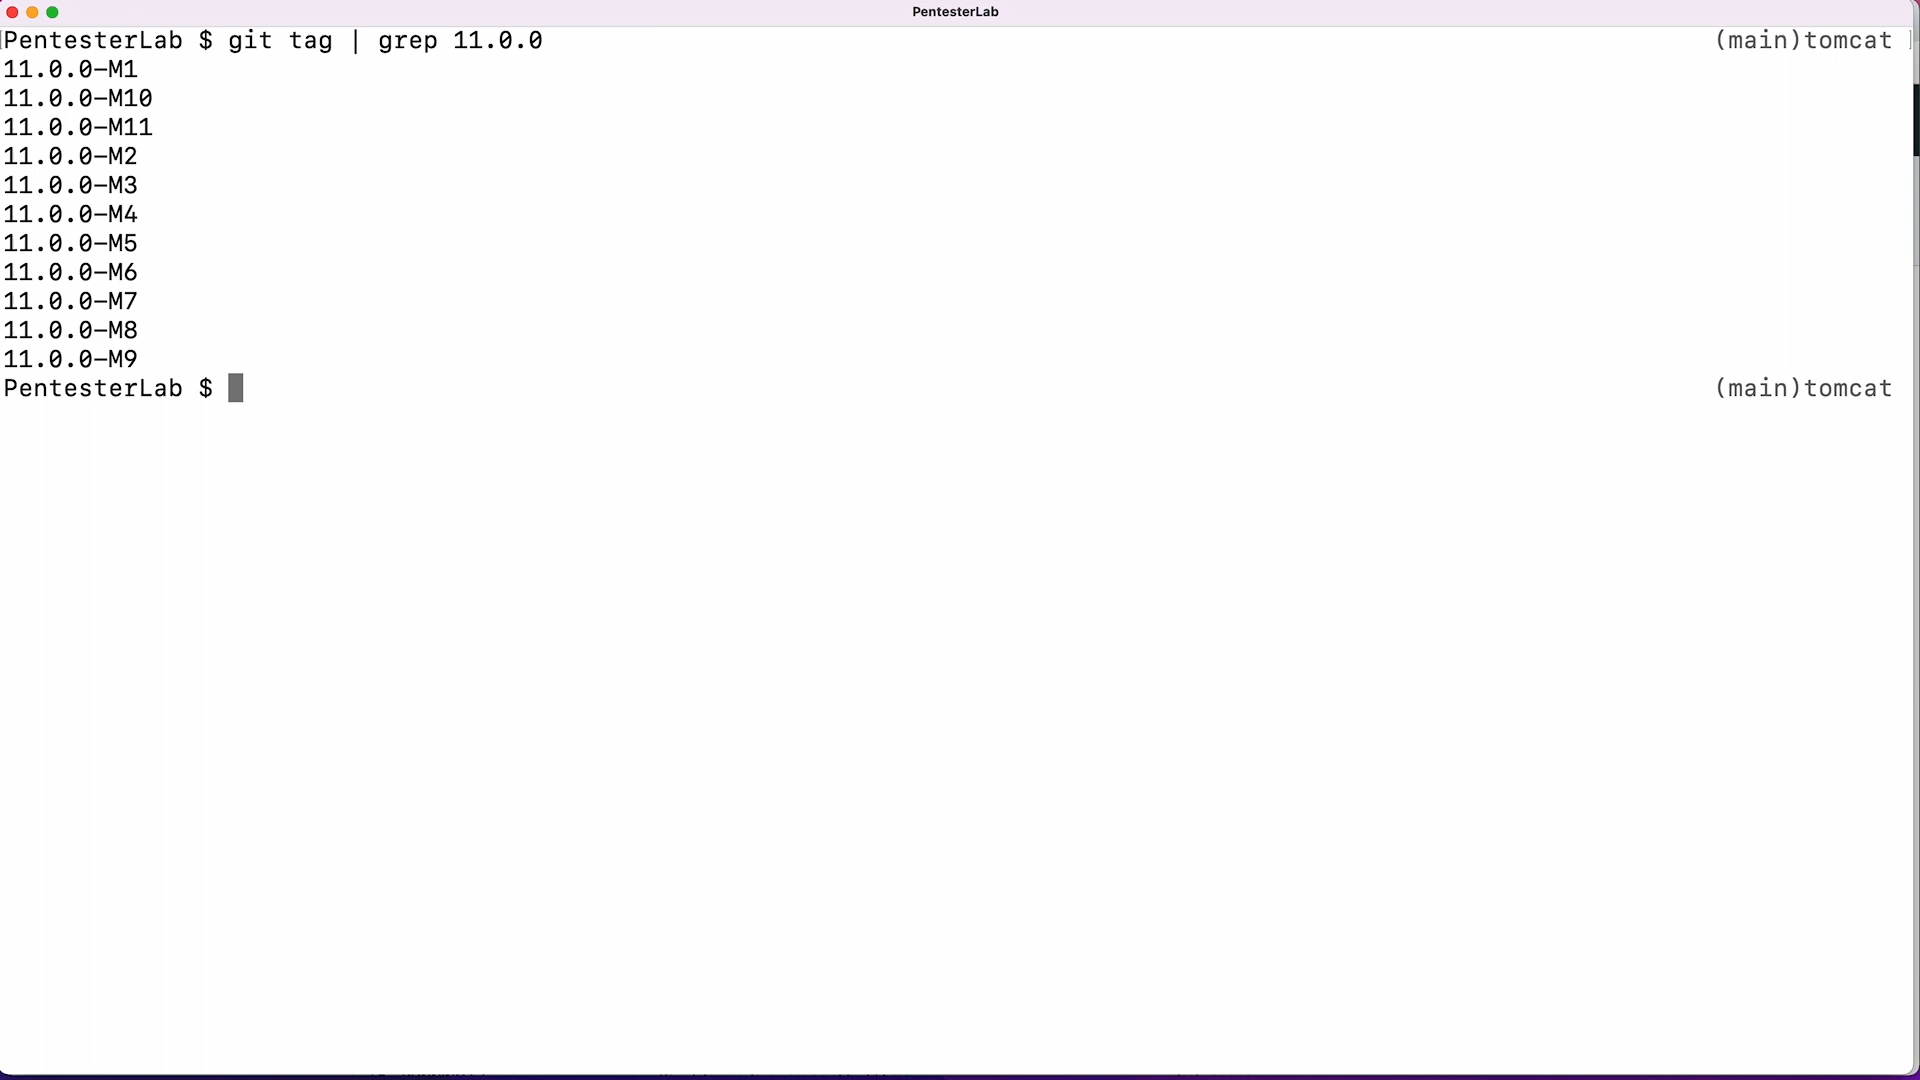 PentesterLab
PentesterLab $ git tag | grep 11.0.0 (main)tomcat
11.0.0-M1
11.0.0-M10
11.0.0-M11
11.0.0-M2
11.0.0-M3
11.0.0-M4
11.0.0-M5
11.0.0-M6
11.0.0-M7
11.0.0-M8
11.0.0-M9
PentesterLab $ (main)tomcat